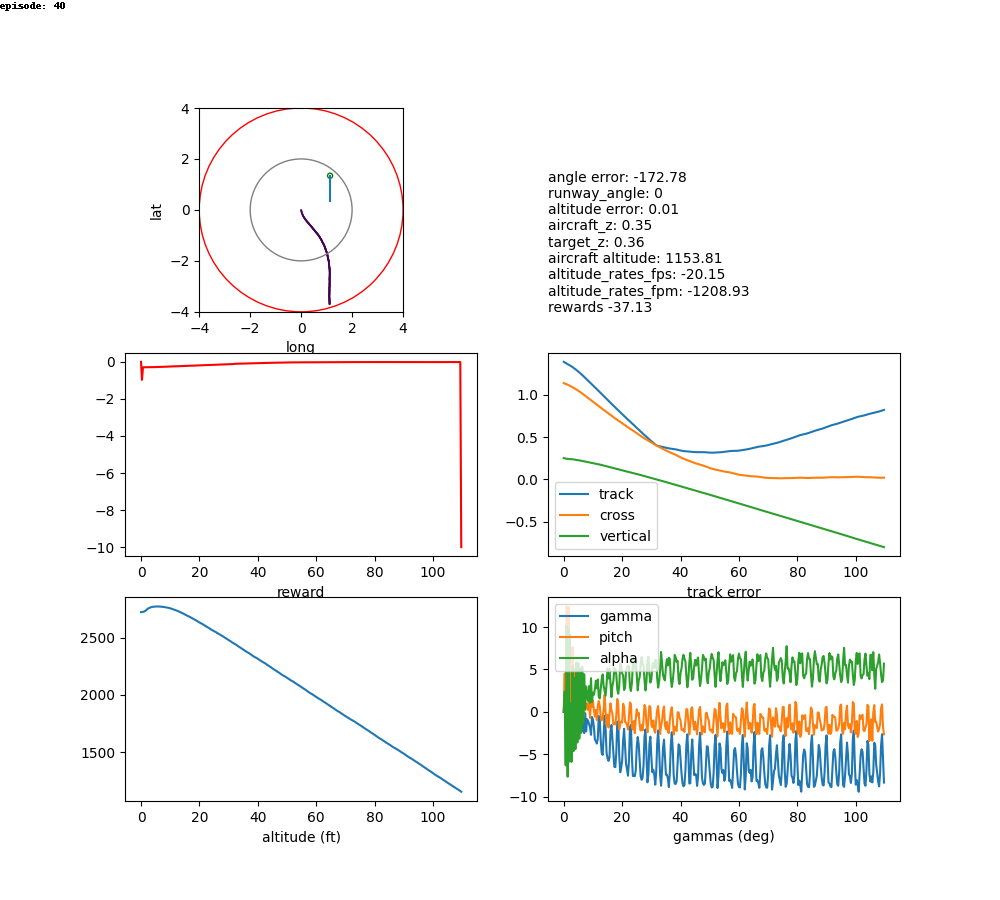 episode: 40
4
2
0
−2
−4
lat
−4 −2 0 2 4
long
angle error: -172.78
runway_angle: 0
altitude error: 0.01
aircraft_z: 0.35
target_z: 0.36
aircraft altitude: 1153.81
altitude_rates_fps: -20.15
altitude_rates_fpm: -1208.93
rewards -37.13
0
−2
−4
−6
−8
−10
0 20 40 60 80 100
reward
1.0
0.5
0.0
−0.5
track
cross
vertical
0 20 40 60 80 100
track error
2500
2000
1500
0 20 40 60 80 100
altitude (ft)
10
5
0
−5
−10
gamma
pitch
alpha
0 20 40 60 80 100
gammas (deg)